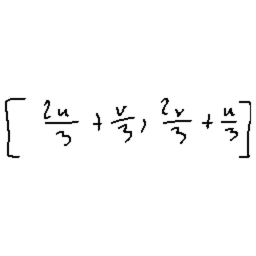 [ 2u/3 + v/3, 2v/3 + u/3 ]